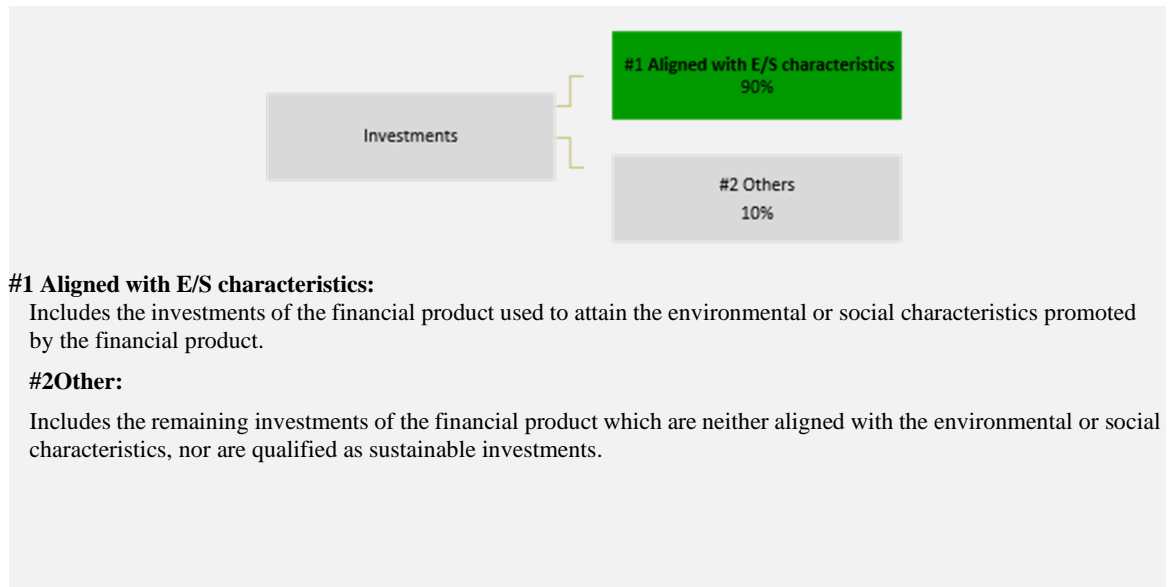 #1 Aligned with E/S characteristics
90%
Investments
#2 Others
10%
#1 Aligned with E/S characteristics:
Includes the investments of the financial product used to attain the environmental or social characteristics promoted
by the financial product.
#2Other:
Includes the remaining investments of the financial product which are neither aligned with the environmental or social
characteristics, nor are qualified as sustainable investments.